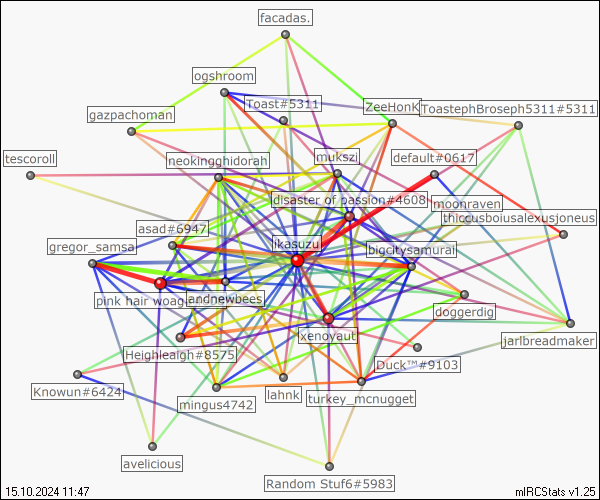 facadas.
ogshroom
Toast#5311
ZeeHonK
ToastephBroseph5311#5311
gazpachoman
tescoroll
neokingghidorah
mukszi
default#0617
disaster of passion#4608
moonraven
thiccusboiusalexusjoneus
asad#6947
gregor_samsa
likasuzul
bigcitysamurai
pink hair woage
andnewbees
doggerdig
xenoyaut
jarlbreadmaker
Heighleaigh#8575
Duck™#9103
Knowun#6424
mingus4742
lahnk
turkey_mcnugget
avelicious
Random Stuf6#5983
15.10.2024 11:47
mIRCStats v1.25